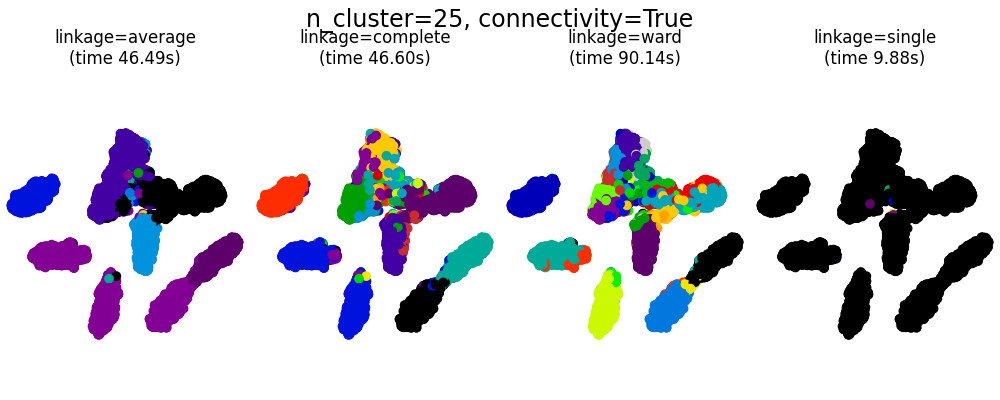 n_cluster=25, connectivity=True
linkage=average
(time 46.49s)
linkage=complete
(time 46.60s)
linkage=ward
(time 90.14s)
linkage=single
(time 9.88s)